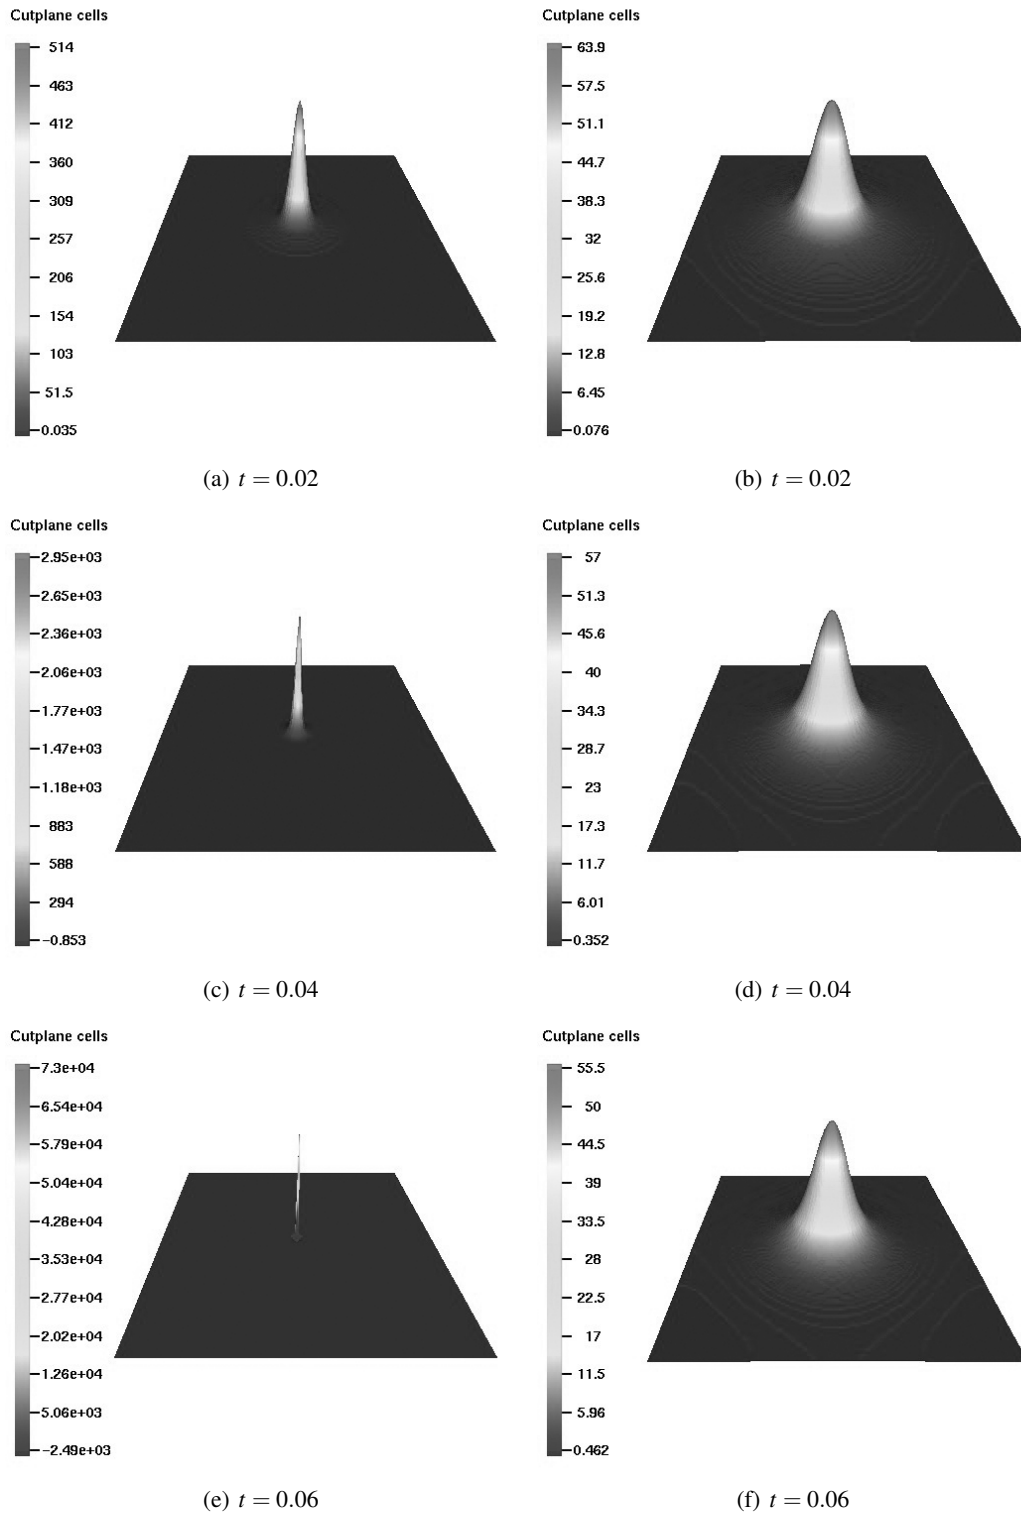 Cutplane cells
514
463
412
360
309
257
206
154
103
51.5
0.035
(a) t = 0.02
Cutplane cells
63.9
57.5
51.1
44.7
38.3
32
25.6
19.2
12.8
6.45
0.076
(b) t = 0.02
Cutplane cells
2.95e+03
2.65e+03
2.36e+03
2.06e+03
1.77e+03
1.47e+03
1.18e+03
883
588
294
-0.853
(c) t = 0.04
Cutplane cells
57
51.3
45.6
40
34.3
28.7
23
17.3
11.7
6.01
0.352
(d) t = 0.04
Cutplane cells
7.3e+04
6.54e+04
5.79e+04
5.04e+04
4.28e+04
3.53e+04
2.77e+04
2.02e+04
1.26e+04
5.06e+03
-2.49e+03
(e) t = 0.06
Cutplane cells
55.5
50
44.5
39
33.5
28
22.5
17
11.5
5.96
0.462
(f) t = 0.06